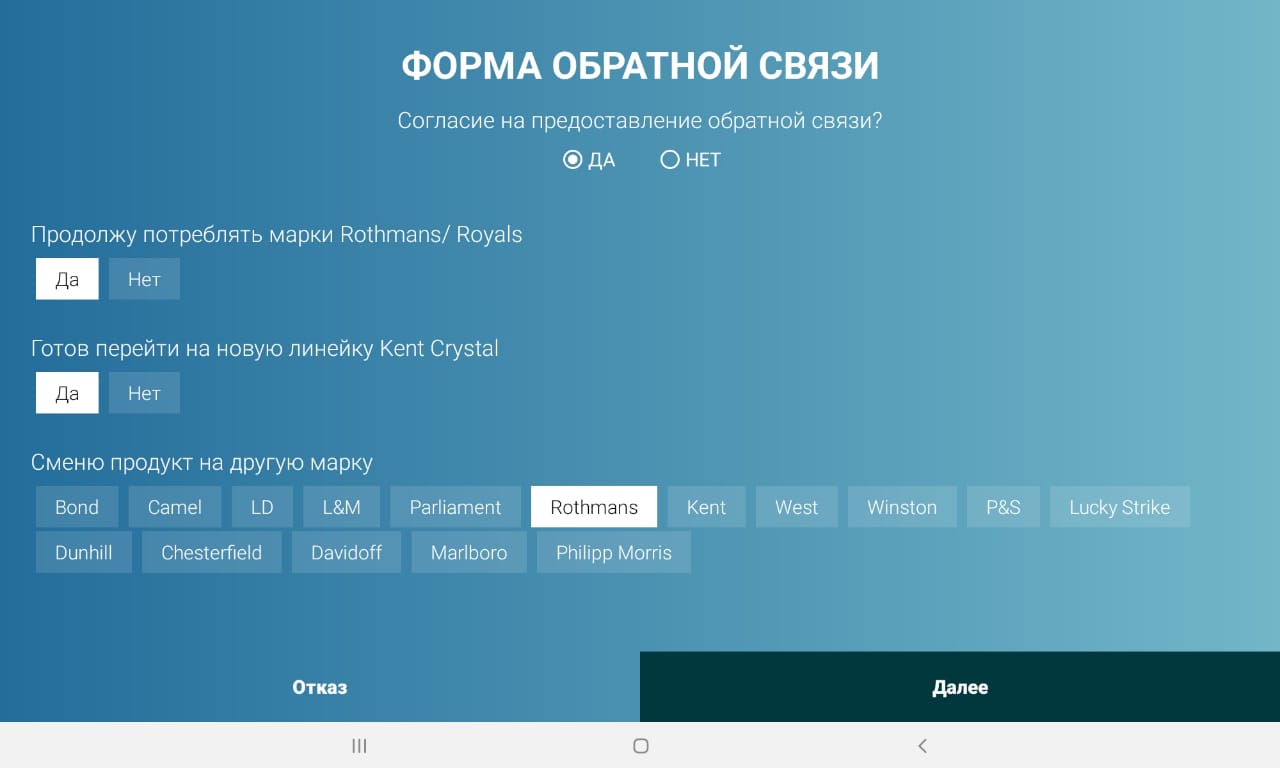 ФОРМА ОБРАТНОЙ СВЯЗИ
Согласие на предоставление обратной связи?
ДА НЕТ
Продолжу потреблять марки Rothmans/ Royals
Да Нет
Готов перейти на новую линейку Kent Crystal
Да Нет
Сменю продукт на другую марку
Bond Camel LD L&M Parliament Rothmans Kent West Winston P&S Lucky Strike
Dunhill Chesterfield Davidoff Marlboro Philipp Morris
Отказ Далее